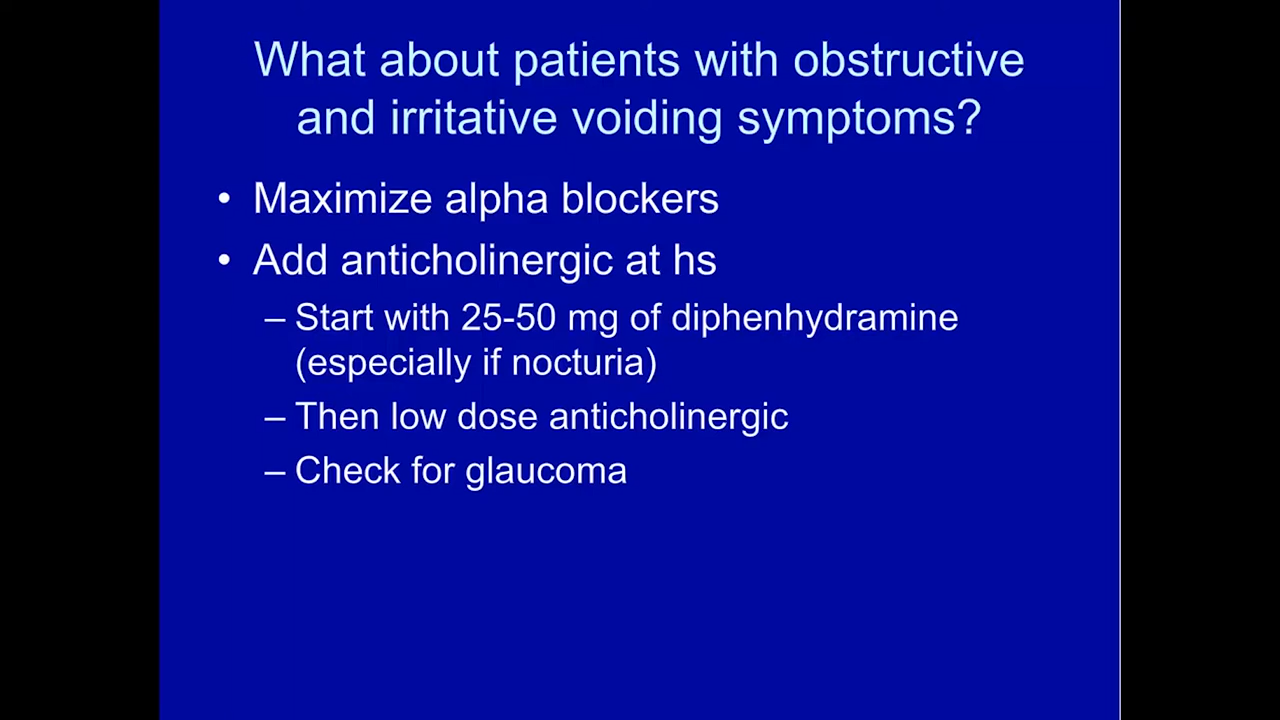 What about patients with obstructive
and irritative voiding symptoms?
• Maximize alpha blockers
• Add anticholinergic at hs
– Start with 25-50 mg of diphenhydramine
(especially if nocturia)
– Then low dose anticholinergic
– Check for glaucoma